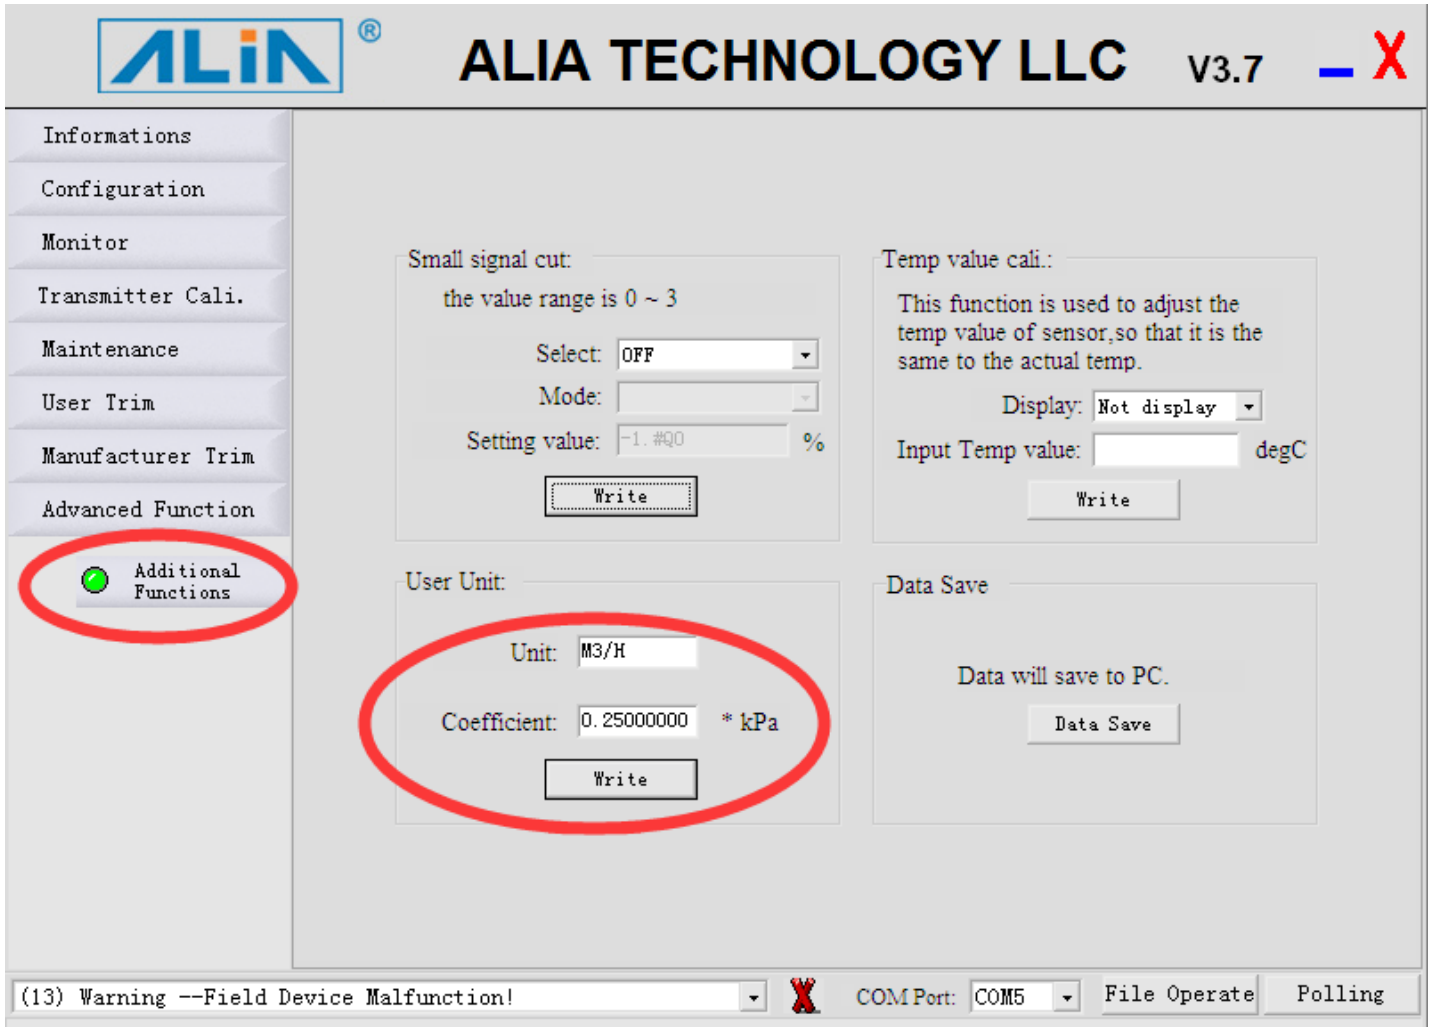 ALiA ®
ALIA TECHNOLOGY LLC V3.7
X
Informations
Configuration
Monitor
Transmitter Cali.
Maintenance
User Trim
Manufacturer Trim
Advanced Function
Additional
Functions
Small signal cut:
the value range is 0 ~ 3
Select: OFF
Mode:
Setting value: -1.#QO %
Write
Temp value cali.:
This function is used to adjust the
temp value of sensor,so that it is the
same to the actual temp.
Display: Not display
Input Temp value: degC
Write
User Unit:
Unit: M3/H
Coefficient: 0.25000000 * kPa
Write
Data Save
Data will save to PC.
Data Save
(13) Warning --Field Device Malfunction!
X
COM Port: COM5
File Operate
Polling